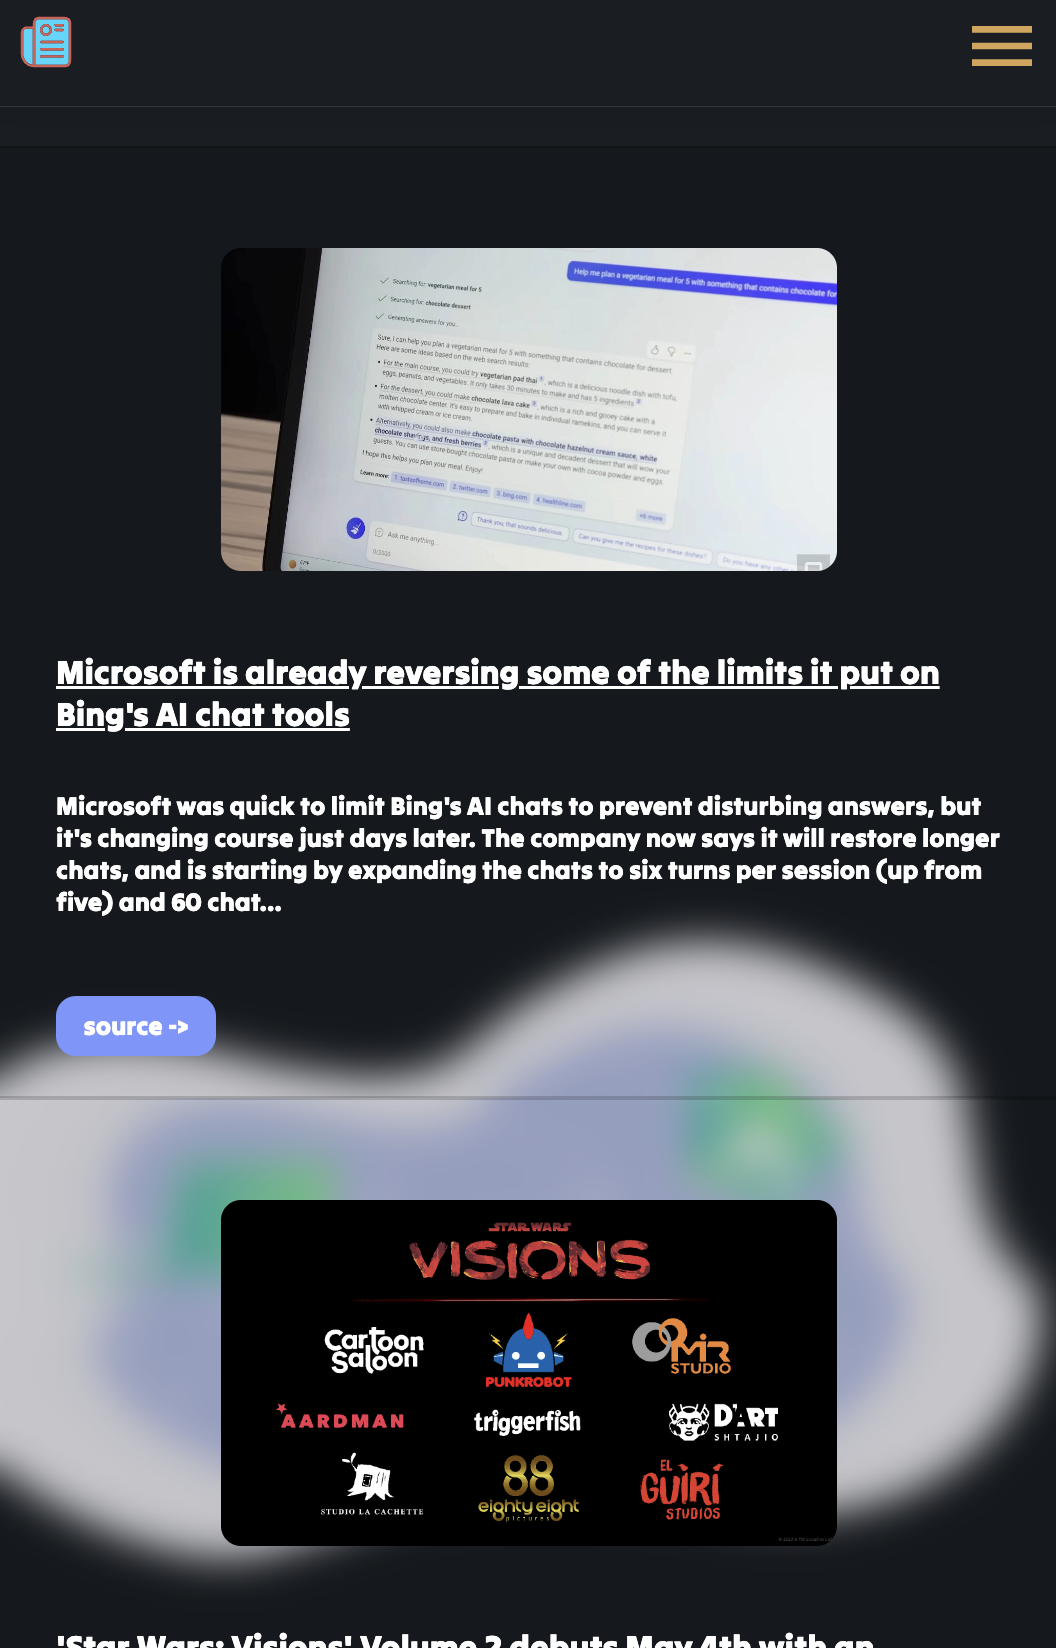 Help me plan a vegetarian meal for 5 with something that contains chocolate for
Searching for: vegetarian meal for 5
Searching for: chocolate dessert
Generating answers for you...
Sure, I can help you plan a vegetarian meal for 5 with something that contains chocolate for dessert.
Here are some ideas based on the web search results:
• For the main course, you could try vegetarian pad thai 1, which is a delicious noodle dish with tofu,
eggs, peanuts, and vegetables. It only takes 30 minutes to make and has 5 ingredients
• For the dessert, you could make chocolate lava cake, which is a rich and gooey cake with a
molten chocolate center. It's easy to prepare and bake in individual ramekins, and you can serve it
with whipped cream or ice cream.
• Alternatively, you could also make chocolate pasta with chocolate hazelnut cream sauce, white
chocolate shavings, and fresh berries, which is a unique and decadent dessert that will wow your
guests. You can use store-bought chocolate pasta or make your own with cocoa powder and eggs.
I hope this helps you plan your meal. Enjoy!
Learn more: 1. tasteofhome.com 2. twitter.com 3. bing.com 4. healthline.com +6 more
Thank you, that sounds delicious. Can you give me the recipes for these dishes? Do you have any other
Ask me anything...
0/2000
Microsoft is already reversing some of the limits it put on
Bing's AI chat tools
Microsoft was quick to limit Bing's AI chats to prevent disturbing answers, but
it's changing course just days later. The company now says it will restore longer
chats, and is starting by expanding the chats to six turns per session (up from
five) and 60 chat...
source ->
STAR WARS
VISIONS
Cartoon
Saloon
PUNKROBOT
MIR
STUDIO
AARDMAN
triggerfish
D'ART
SHTAJIO
STUDIO LA CACHETTE
88
eighty eight
pictures
EL
GUIRI
STUDIOS
'Star Wars: Visions' Volume 2 debuts May 4th with an